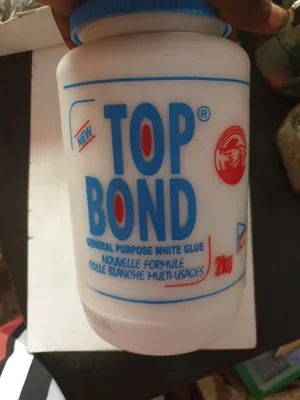 NEW
TOP®
BOND
GENERAL PURPOSE WHITE GLUE
NOUVELLE FORMULE
COLLE BLANCHE MULTI-USAGES
2kg